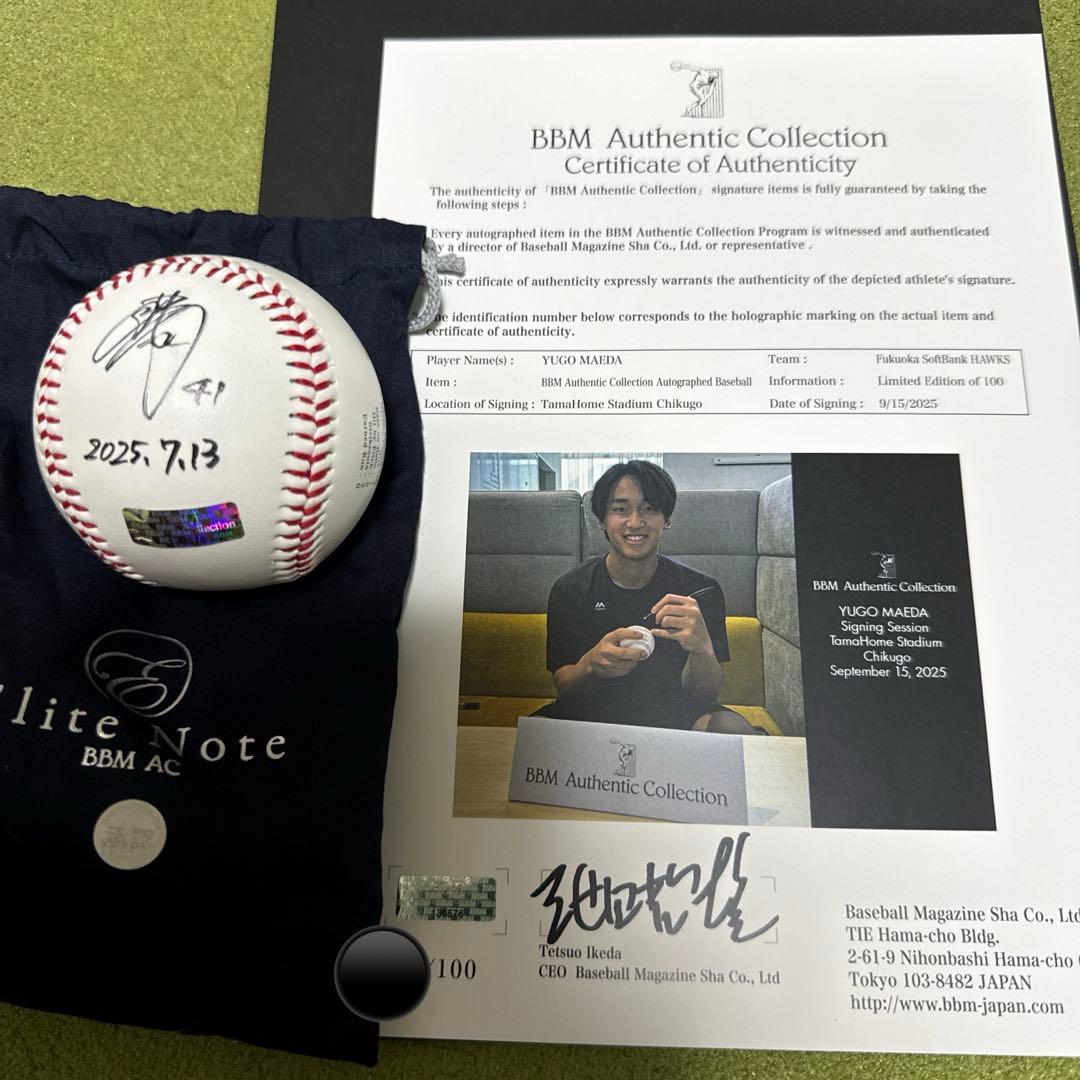 BBM Authentic Collection
Certificate of Authenticity
The authenticity of 「BBM Authentic Collection」 signature items is fully guaranteed by taking the
following steps :
Every autographed item in the BBM Authentic Collection Program is witnessed and authenticated
y a director of Baseball Magazine Sha Co., Ltd. or representative .
his certificate of authenticity expressly warrants the authenticity of the depicted athlete's signature.
he identification number below corresponds to the holographic marking on the actual item and
certificate of authenticity.
Player Name(s) : YUGO MAEDA Team : Fukuoka SoftBank HAWKS
Item : BBM Authentic Collection Autographed Baseball Information : Limited Edition of 100
Location of Signing : TamaHome Stadium Chikugo Date of Signing : 9/15/2025
41
2025.7.13
llection
BBM Authentic Collection
YUGO MAEDA
Signing Session
TamaHome Stadium
Chikugo
September 15, 2025
BBM Authentic Collection
lite Note
BBM AC
/100
Tetsuo Ikeda
CEO Baseball Magazine Sha Co., Ltd
Baseball Magazine Sha Co., Ltd
TIE Hama-cho Bldg.
2-61-9 Nihonbashi Hama-cho
Tokyo 103-8482 JAPAN
http://www.bbm-japan.com